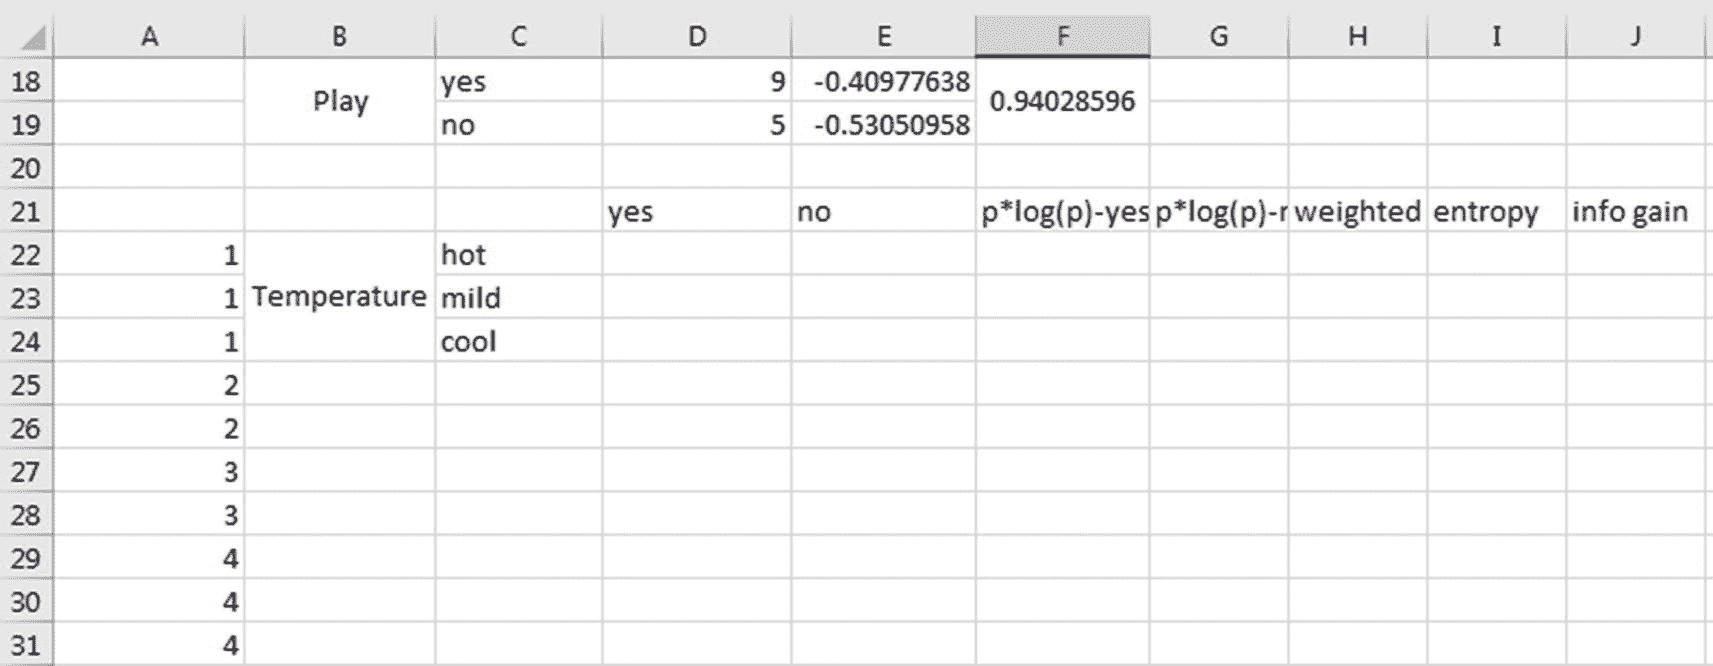 A B C D E F G H I J
18 yes 9 -0.40977638
Play 0.94028596
19 no 5 -0.53050958
20
21 yes no p*log(p)-yes p*log(p)-r weighted entropy info gain
22 1 hot
23 1 Temperature mild
24 1 cool
25 2
26 2
27 3
28 3
29 4
30 4
31 4